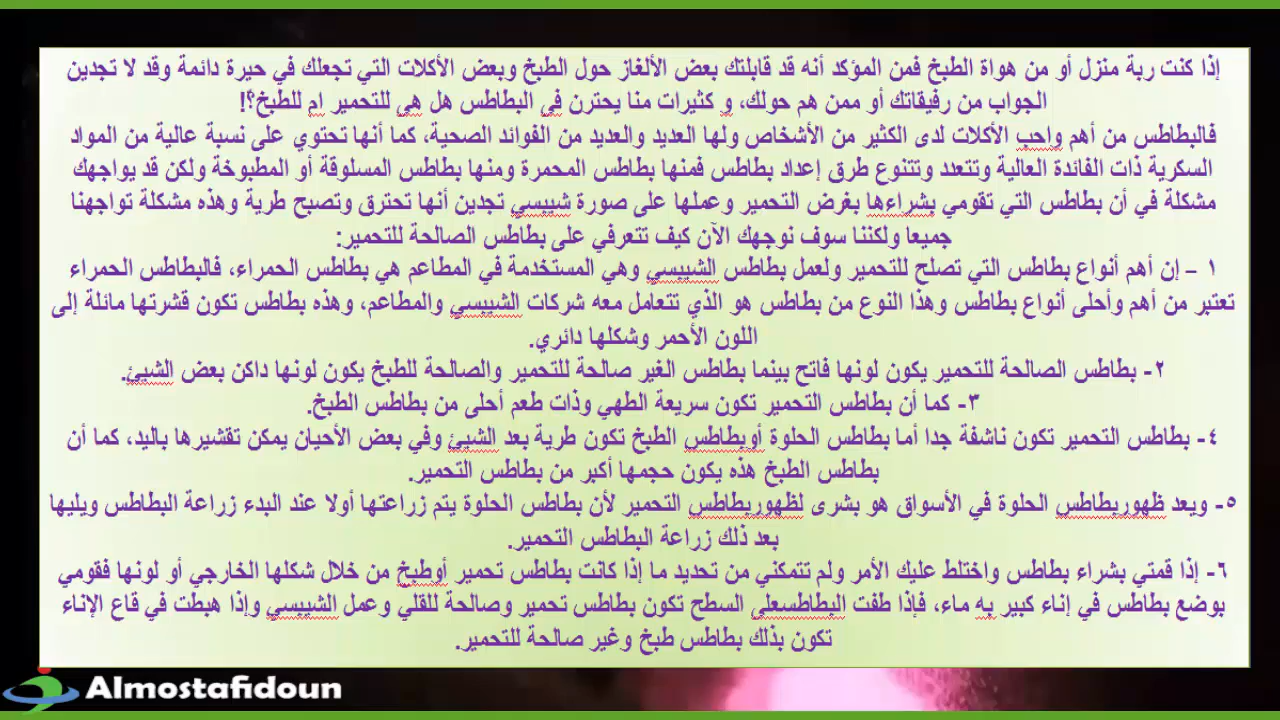 إذا كنت ربة منزل أو من هواة الطبخ فمن المؤكد أنه قد قابلتك بعض الألغاز حول الطبخ وبعض الأكلات التي تجعلك في حيرة دائمة وقد لا تجدين
الجواب من رفيقاتك أو ممن هم حولك، و كثيرات منا يحترن في البطاطس هل هي للتحمير ام للطبخ؟!
فالبطاطس من أهم واحب الأكلات لدى الكثير من الأشخاص ولها العديد والعديد من الفوائد الصحية، كما أنها تحتوي على نسبة عالية من المواد
السكرية ذات الفائدة العالية وتتعدد وتتنوع طرق إعداد بطاطس فمنها بطاطس المحمرة ومنها بطاطس المسلوقة أو المطبوخة ولكن قد يواجهك
مشكلة في أن بطاطس التي تقومي بشراءها بغرض التحمير وعملها على صورة شيبسي تجدين أنها تحترق وتصبح طرية وهذه مشكلة تواجهنا
جميعا ولكننا سوف نوجهك الآن كيف تتعرفي على بطاطس الصالحة للتحمير:
١ – إن أهم أنواع بطاطس التي تصلح للتحمير ولعمل بطاطس الشيبسي وهي المستخدمة في المطاعم هي بطاطس الحمراء، فالبطاطس الحمراء
تعتبر من أهم وأحلى أنواع بطاطس وهذا النوع من بطاطس هو الذي تتعامل معه شركات الشيبسي والمطاعم، وهذه بطاطس تكون قشرتها مائلة إلى
اللون الأحمر وشكلها دائري.
٢- بطاطس الصالحة للتحمير يكون لونها فاتح بينما بطاطس الغير صالحة للتحمير والصالحة للطبخ يكون لونها داكن بعض الشيئ.
٣- كما أن بطاطس التحمير تكون سريعة الطهي وذات طعم أحلى من بطاطس الطبخ.
٤- بطاطس التحمير تكون ناشفة جدا أما بطاطس الحلوة أوبطاطس الطبخ تكون طرية بعد الشيئ وفي بعض الأحيان يمكن تقشيرها باليد، كما أن
بطاطس الطبخ هذه يكون حجمها أكبر من بطاطس التحمير.
٥- ويعد ظهوربطاطس الحلوة في الأسواق هو بشرى لظهوربطاطس التحمير لأن بطاطس الحلوة يتم زراعتها أولا عند البدء زراعة البطاطس ويليها
بعد ذلك زراعة البطاطس التحمير.
٦- إذا قمتي بشراء بطاطس واختلط عليك الأمر ولم تتمكني من تحديد ما إذا كانت بطاطس تحمير أوطبخ من خلال شكلها الخارجي أو لونها فقومي
بوضع بطاطس في إناء كبير به ماء، فإذا طفت البطاطسعلى السطح تكون بطاطس تحمير وصالحة للقلي وعمل الشيبسي وإذا هبطت في قاع الإناء
تكون بذلك بطاطس طبخ وغير صالحة للتحمير.
Almostafidoun